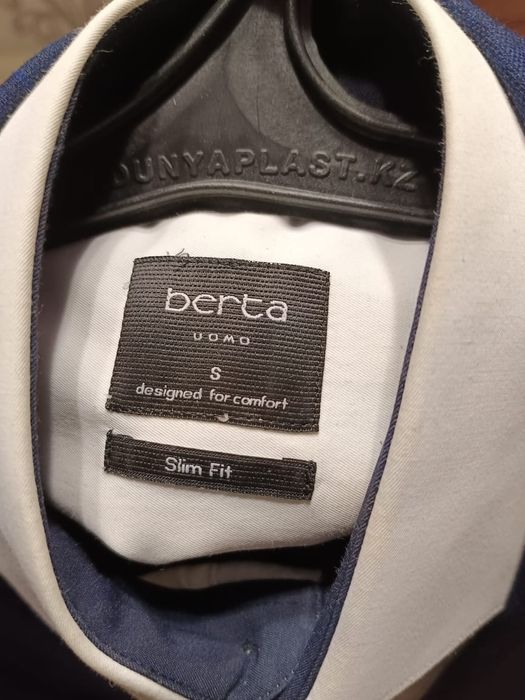 DUNYAPLAST.KZ
berta
UOMO
S
designed for comfort
Slim Fit